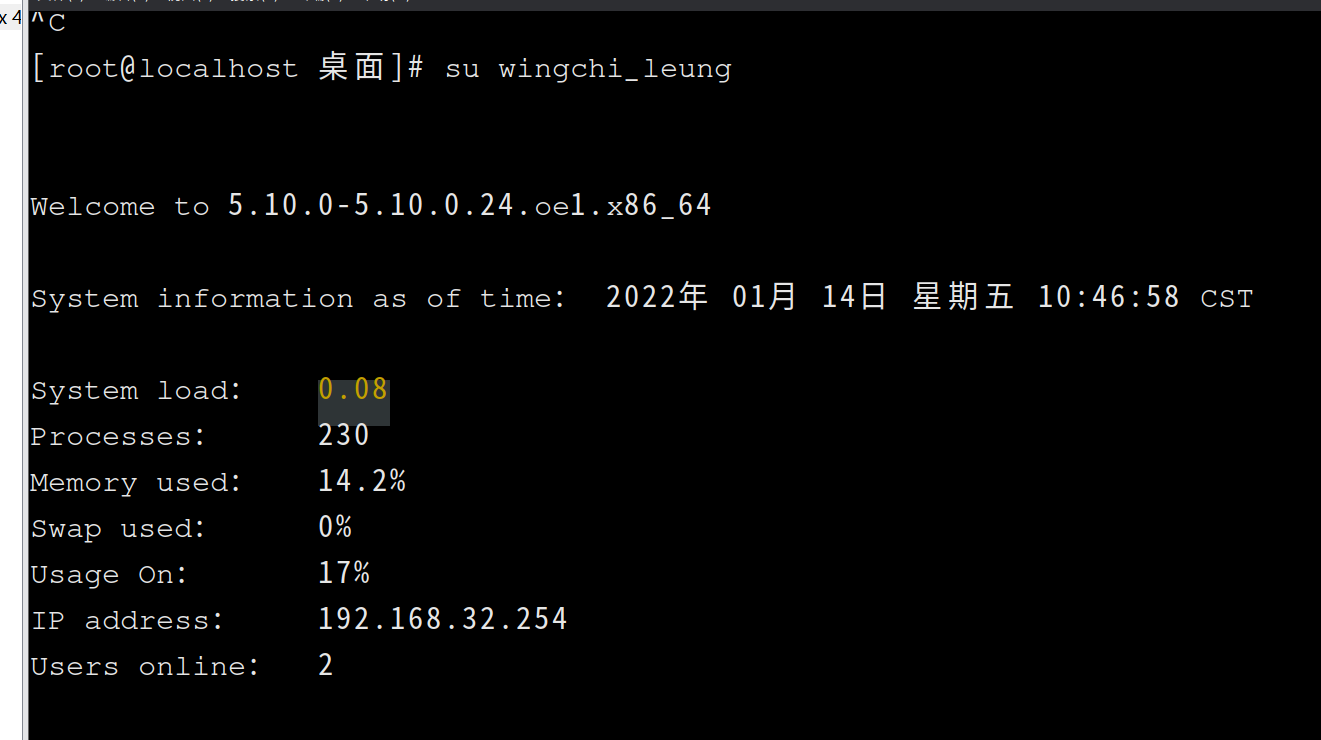 x 4
^C
[root@localhost 桌面]# su wingchi_leung
Welcome to 5.10.0-5.10.0.24.oe1.x86_64
System information as of time:  2022年 01月 14日 星期五 10:46:58 CST
System load:    0.08
Processes:      230
Memory used:    14.2%
Swap used:      0%
Usage On:       17%
IP address:     192.168.32.254
Users online:   2